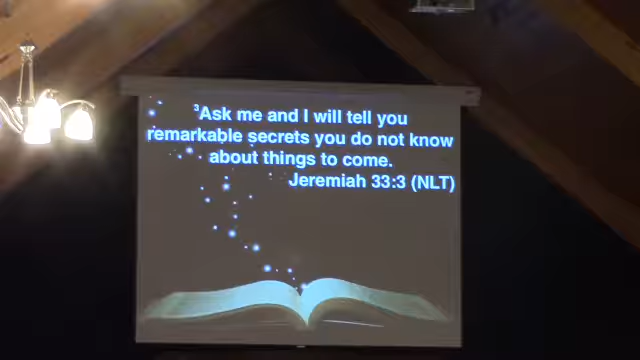 ³Ask me and I will tell you
remarkable secrets you do not know
about things to come.
Jeremiah 33:3 (NLT)